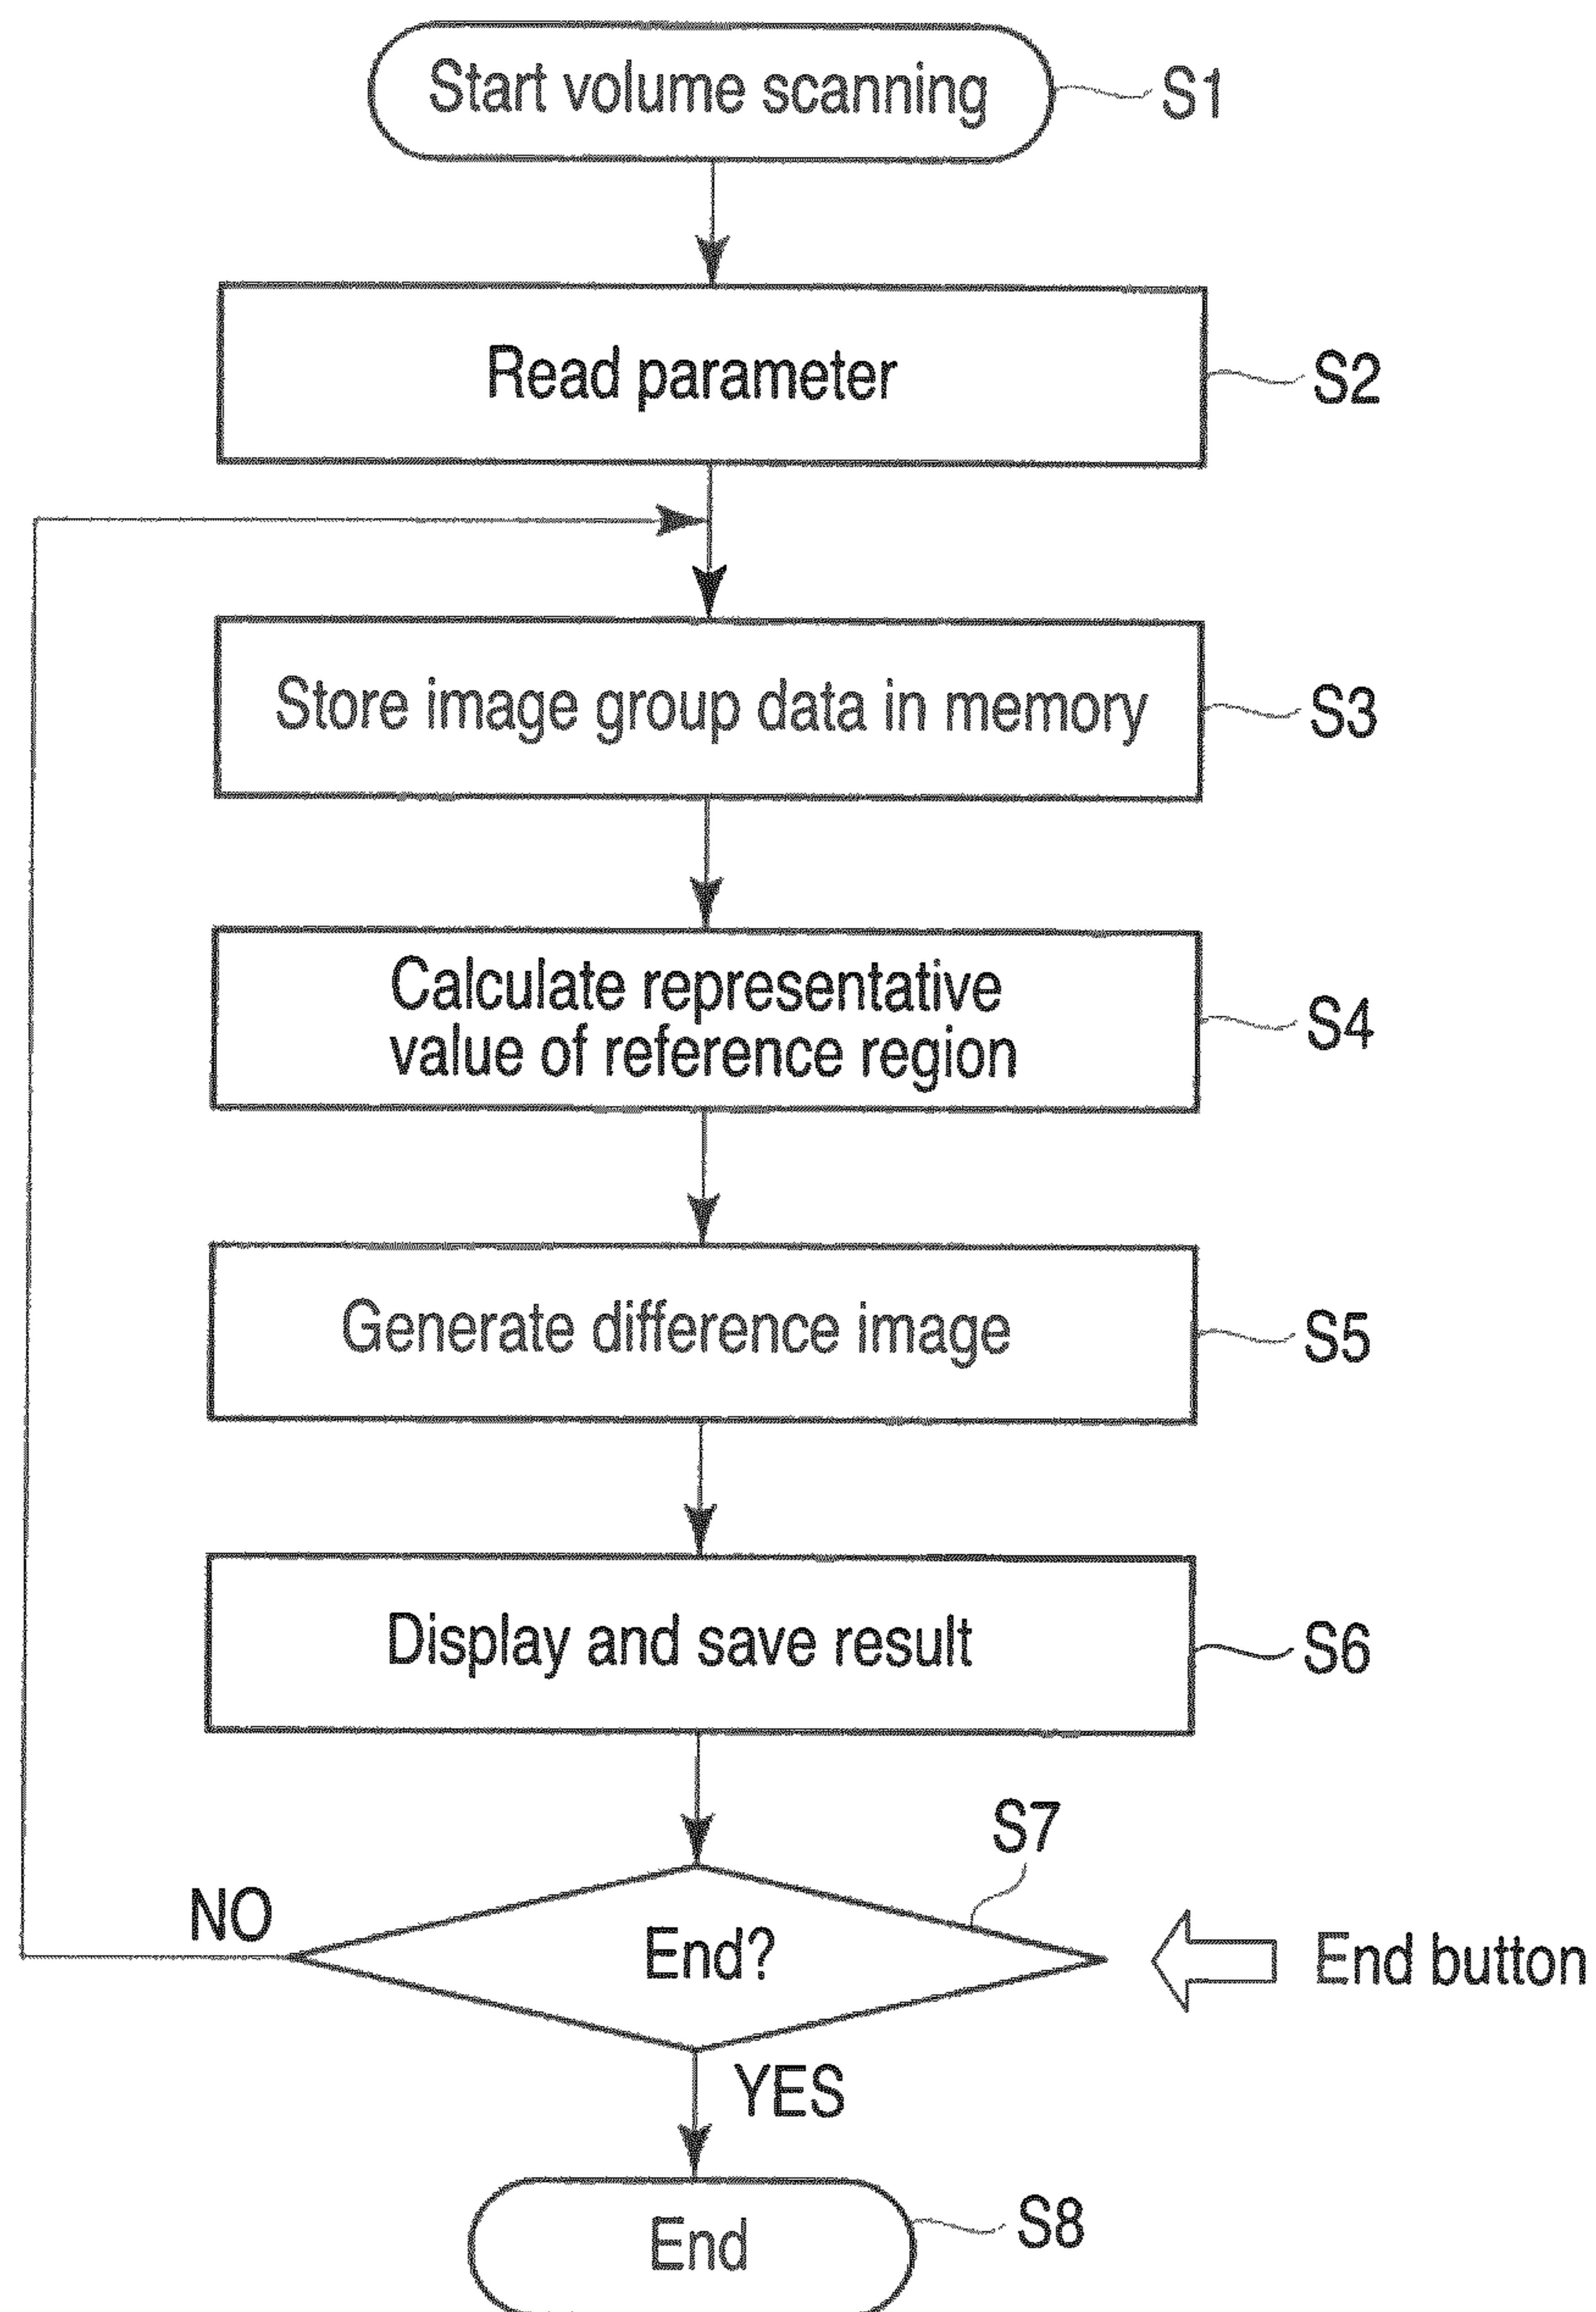 Start volume scanning
S1
Read parameter
S2
Store image group data in memory
S3
Calculate representative
value of reference region
S4
Generate difference image
S5
Display and save result
S6
S7
NO
End?
End button
YES
End
S8